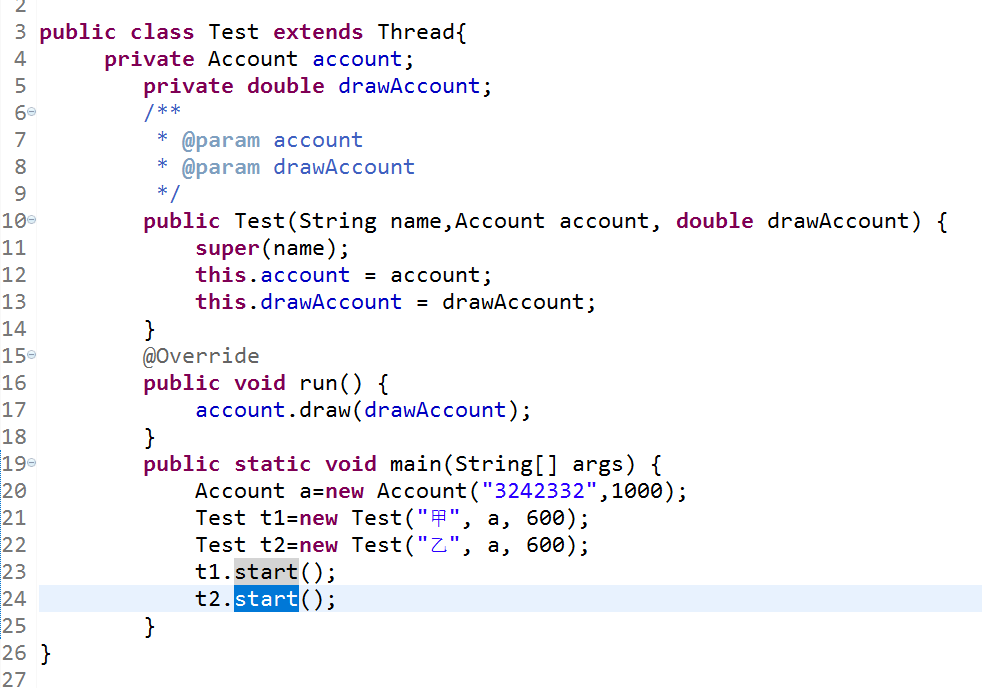 2
3 public class Test extends Thread{
4 private Account account;
5 private double drawAccount;
6 /**
7 * @param account
8 * @param drawAccount
9 */
10 public Test(String name,Account account, double drawAccount) {
11 super(name);
12 this.account = account;
13 this.drawAccount = drawAccount;
14 }
15 @Override
16 public void run() {
17 account.draw(drawAccount);
18 }
19 public static void main(String[] args) {
20 Account a=new Account("3242332",1000);
21 Test t1=new Test("甲", a, 600);
22 Test t2=new Test("乙", a, 600);
23 t1.start();
24 t2.start();
25 }
26 }
27